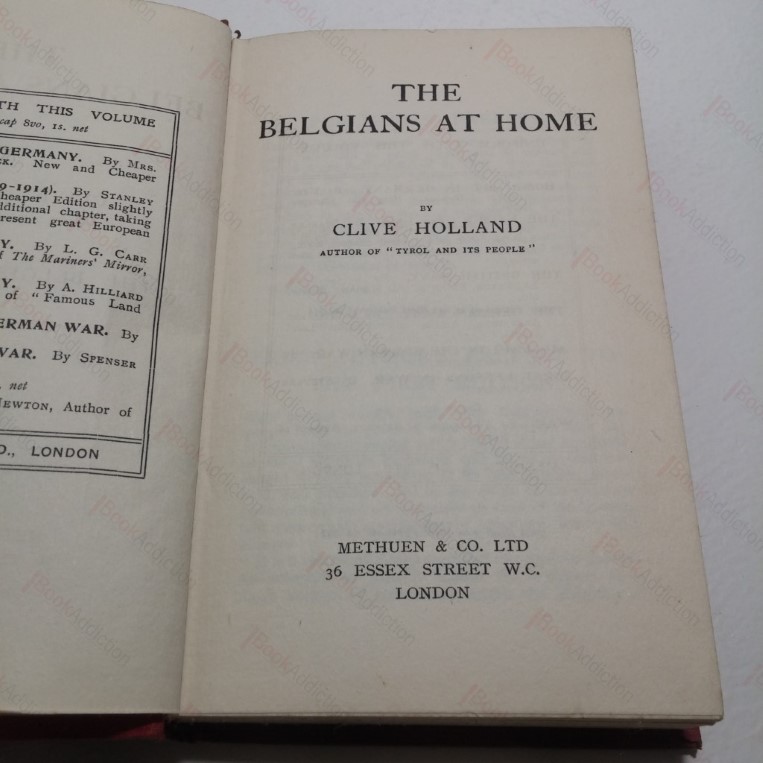 TH THIS VOLUME
cap 8vo, 1s. net
GERMANY. By MRS.
CK. New and Cheaper
9-1914). By STANLEY
heaper Edition slightly
dditional chapter, taking
resent great European
Y. By L. G. CARR
f The Mariners' Mirror,
Y. By A. HILLIARD
of "Famous Land
ERMAN WAR. By
WAR. By SPENSER
. net
NEWTON, Author of
D., LONDON
THE
BELGIANS AT HOME
BY
CLIVE HOLLAND
AUTHOR OF "TYROL AND ITS PEOPLE"
METHUEN & CO. LTD
36 ESSEX STREET W.C.
LONDON
BookAddiction